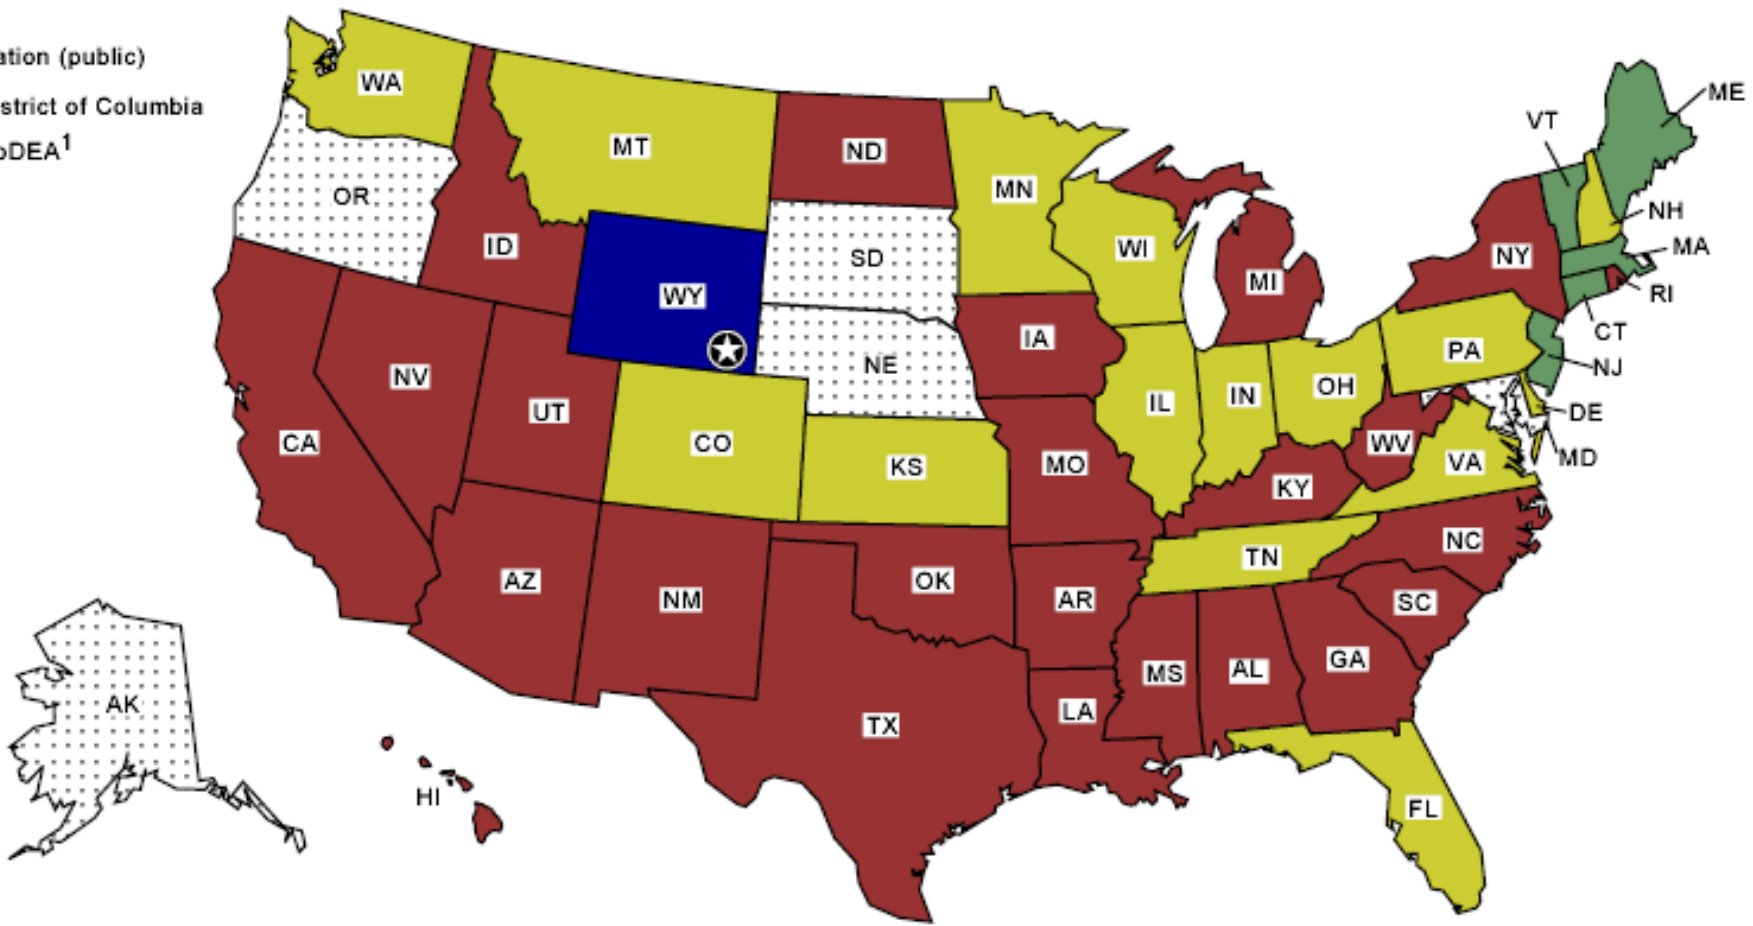 ation (public)
strict of Columbia
DEA1
WA
MT
ND
MN
OR
ID
WY
SD
WI
MI
NY
VT
ME
NH
MA
RI
CT
NJ
NV
UT
CO
NE
IA
IL
IN
OH
PA
DE
MD
CA
KS
MO
KY
WV
VA
AZ
NM
OK
AR
TN
NC
SC
MS
AL
GA
TX
LA
FL
AK
HI